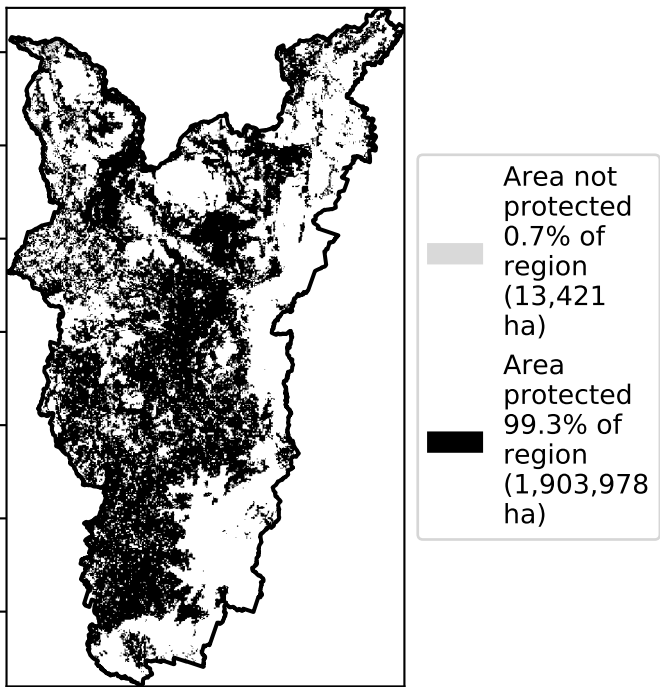 Area not
protected
0.7% of
region
(13,421
ha)
Area
protected
99.3% of
region
(1,903,978
ha)